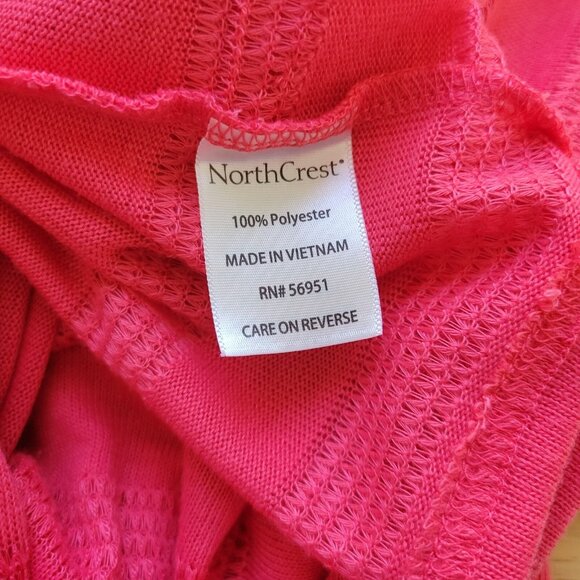 NorthCrest®
100% Polyester
MADE IN VIETNAM
RN# 56951
CARE ON REVERSE